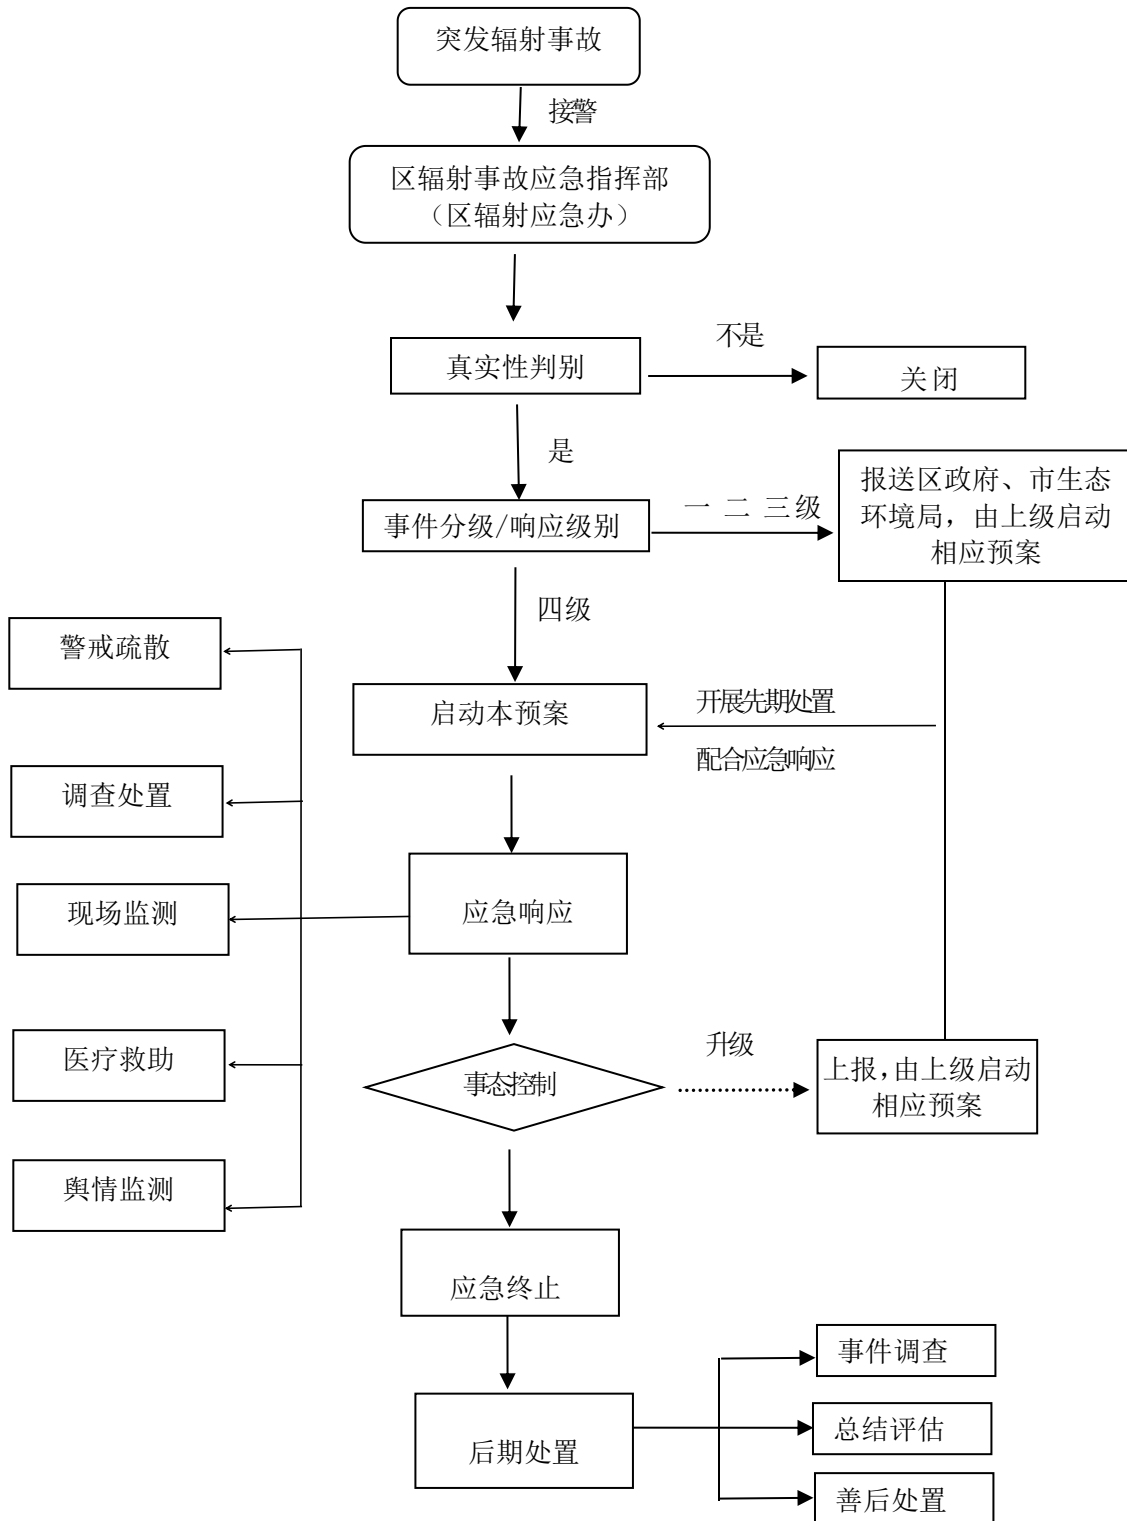 突发辐射事故
接警
区辐射事故应急指挥部
（区辐射应急办）
真实性判别
不是
关闭
是
事件分级/响应级别
一 二 三级
报送区政府、市生态
环境局，由上级启动
相应预案
四级
警戒疏散
启动本预案
开展先期处置
配合应急响应
调查处置
现场监测
应急响应
医疗救助
事态控制
升级
上报，由上级启动
相应预案
舆情监测
应急终止
后期处置
事件调查
总结评估
善后处置